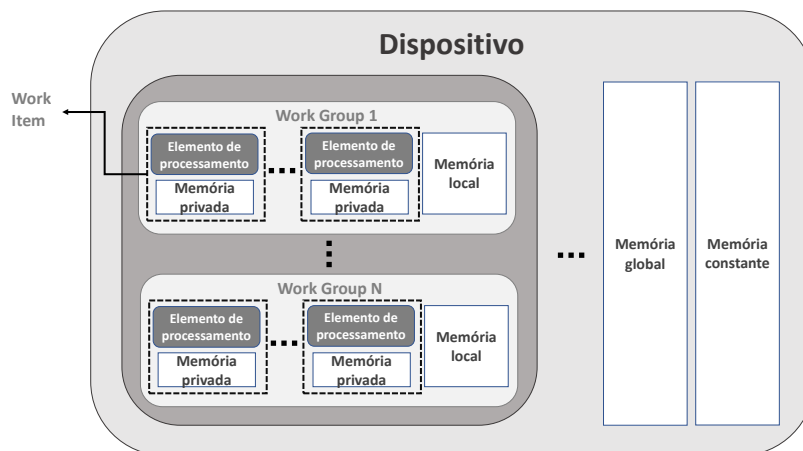 Dispositivo
Work
Item
Work Group 1
Elemento de
processamento
Memória
privada
...
Elemento de
processamento
Memória
privada
Memória
local
...
Work Group N
Elemento de
processamento
Memória
privada
...
Elemento de
processamento
Memória
privada
Memória
local
...
Memória
global
Memória
constante